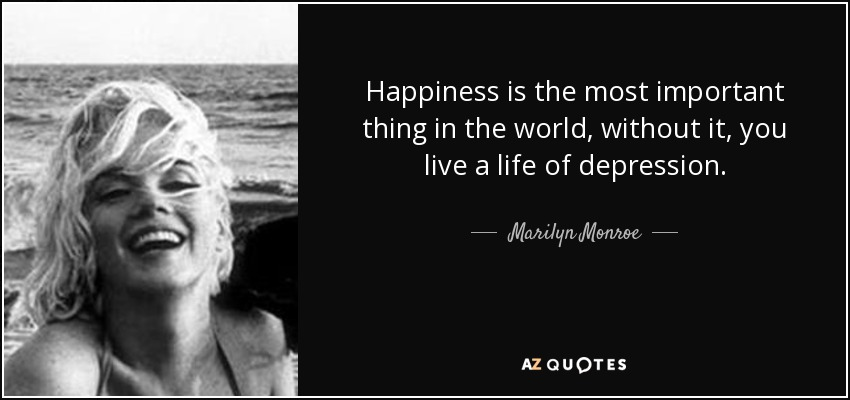 Happiness is the most important
thing in the world, without it, you
live a life of depression.
Marilyn Monroe
AZ QUOTES